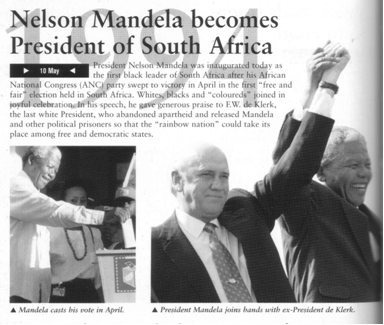 1994
Nelson Mandela becomes
President of South Africa
▶ 10 May ◀ President Nelson Mandela was inaugurated today as
the first black leader of South Africa after his African
National Congress (ANC) party swept to victory in April in the first “free and
fair” election held in South Africa. Whites, blacks and “coloureds” joined in
joyful celebration. In his speech, he gave generous praise to F.W. de Klerk,
the last white President, who abandoned apartheid and released Mandela
and other political prisoners so that the “rainbow nation” could take its
place among free and democratic states.
▲ Mandela casts his vote in April.
▲ President Mandela joins hands with ex-President de Klerk.